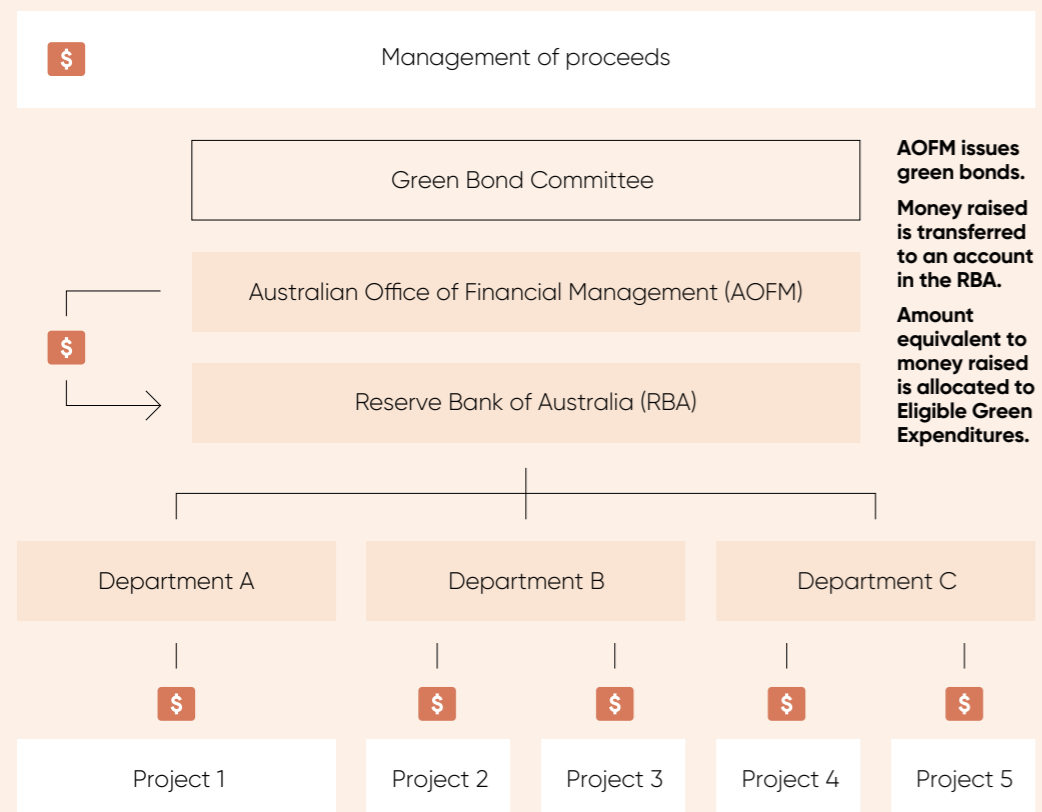 $ Management of proceeds
Green Bond Committee
AOFM issues
green bonds.
Money raised
is transferred
to an account
in the RBA.
Amount
equivalent to
money raised
is allocated to
Eligible Green
Expenditures.
Australian Office of Financial Management (AOFM)
$
Reserve Bank of Australia (RBA)
Department A Department B Department C
$ $ $ $ $
Project 1 Project 2 Project 3 Project 4 Project 5